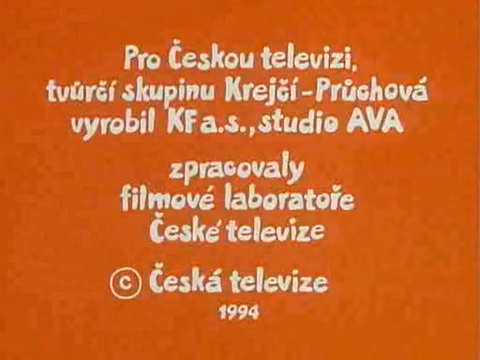 Pro Českou televizi,
tvůrčí skupinu Krejčí-Průchová
vyrobil KF a.s., studio AVA
zpracovaly
filmové laboratoře
České televize
© Česká televize
1994